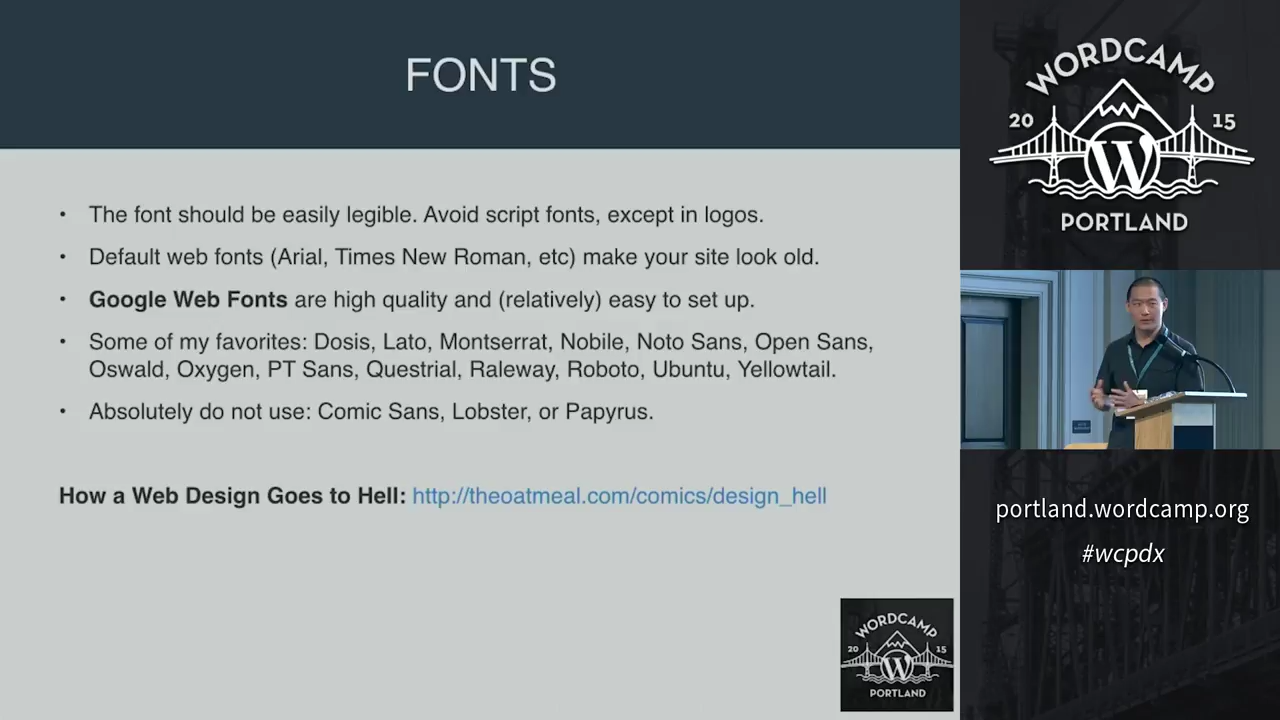 FONTS
• The font should be easily legible. Avoid script fonts, except in logos.
• Default web fonts (Arial, Times New Roman, etc) make your site look old.
• Google Web Fonts are high quality and (relatively) easy to set up.
• Some of my favorites: Dosis, Lato, Montserrat, Nobile, Noto Sans, Open Sans,
Oswald, Oxygen, PT Sans, Questrial, Raleway, Roboto, Ubuntu, Yellowtail.
• Absolutely do not use: Comic Sans, Lobster, or Papyrus.
How a Web Design Goes to Hell: http://theoatmeal.com/comics/design_hell
WORDCAMP
20 15
W
PORTLAND
WORDCAMP
20 15
W
PORTLAND
portland.wordcamp.org
#wcpdx